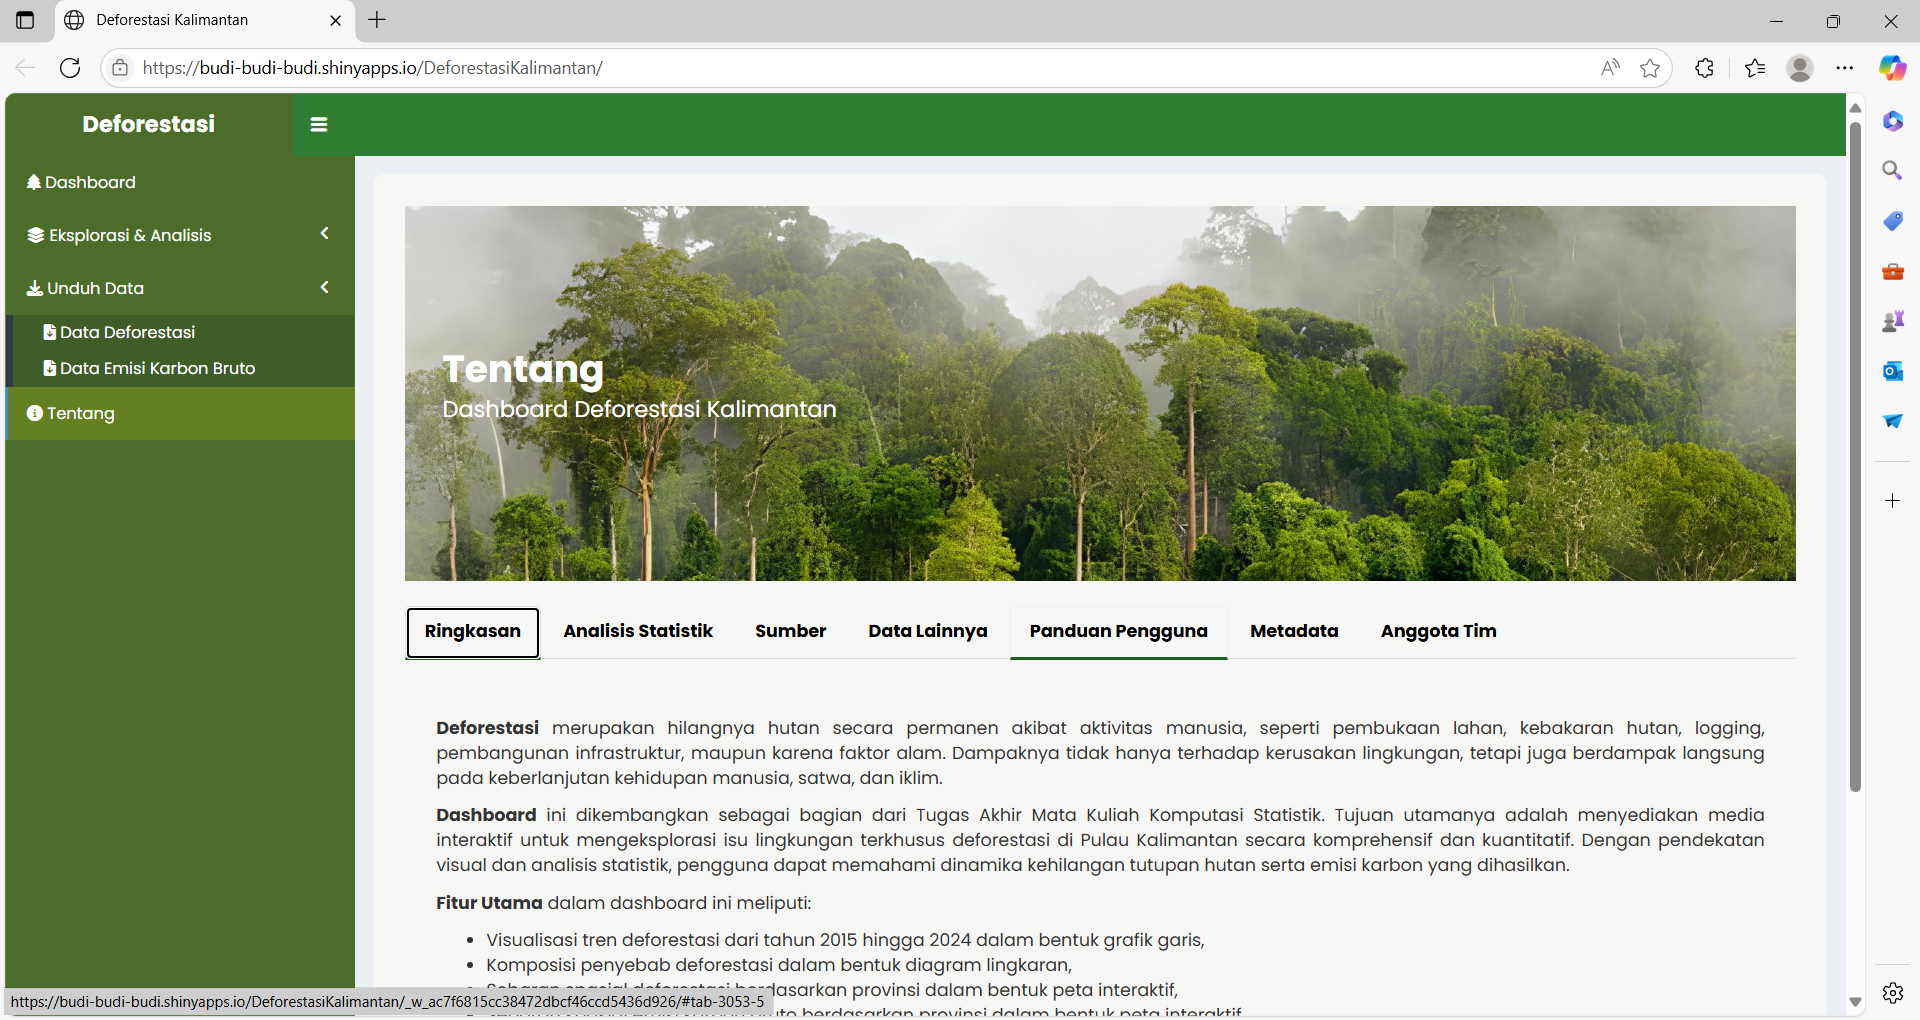 Deforestasi Kalimantan
https://budi-budi-budi.shinyapps.io/DeforestasiKalimantan/
Deforestasi
Dashboard
Eksplorasi & Analisis
Unduh Data
Data Deforestasi
Data Emisi Karbon Bruto
Tentang
Tentang
Dashboard Deforestasi Kalimantan
Ringkasan
Analisis Statistik
Sumber
Data Lainnya
Panduan Pengguna
Metadata
Anggota Tim
Deforestasi merupakan hilangnya hutan secara permanen akibat aktivitas manusia, seperti pembukaan lahan, kebakaran hutan, logging,
pembangunan infrastruktur, maupun karena faktor alam. Dampaknya tidak hanya terhadap kerusakan lingkungan, tetapi juga berdampak langsung
pada keberlanjutan kehidupan manusia, satwa, dan iklim.
Dashboard ini dikembangkan sebagai bagian dari Tugas Akhir Mata Kuliah Komputasi Statistik. Tujuan utamanya adalah menyediakan media
interaktif untuk mengeksplorasi isu lingkungan terkhusus deforestasi di Pulau Kalimantan secara komprehensif dan kuantitatif. Dengan pendekatan
visual dan analisis statistik, pengguna dapat memahami dinamika kehilangan tutupan hutan serta emisi karbon yang dihasilkan.
Fitur Utama dalam dashboard ini meliputi:
• Visualisasi tren deforestasi dari tahun 2015 hingga 2024 dalam bentuk grafik garis,
• Komposisi penyebab deforestasi dalam bentuk diagram lingkaran,
berdasarkan provinsi dalam bentuk peta interaktif,
berdasarkan provinsi dalam bentuk peta interaktif
https://budi-budi-budi.shinyapps.io/DeforestasiKalimantan/_w_ac7f6815cc38472dbcf46ccd5436d926/#tab-3053-5